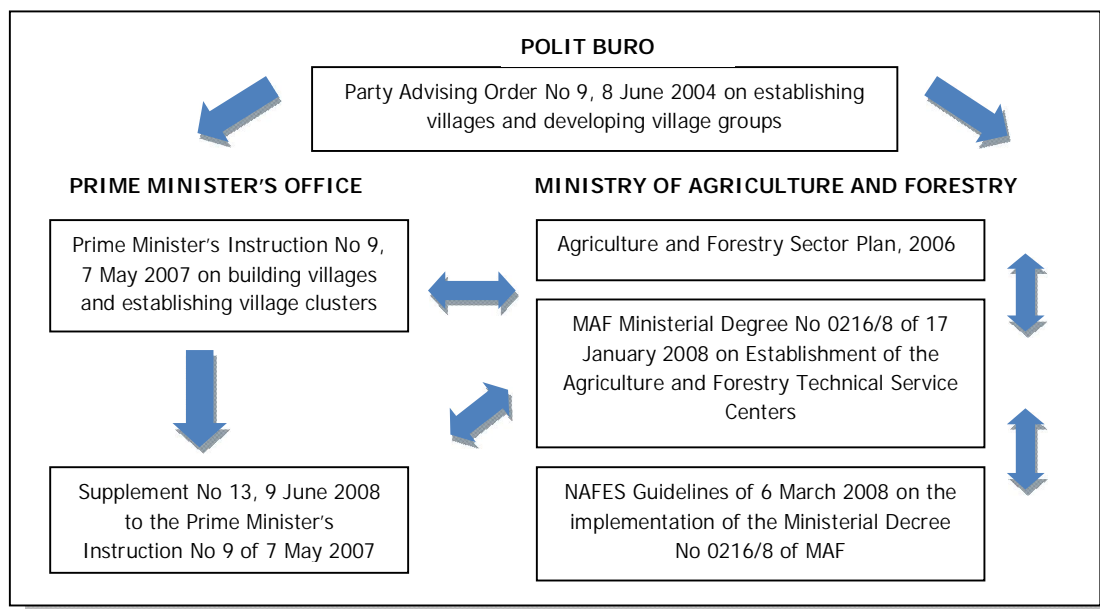 POLIT BURO
Party Advising Order No 9, 8 June 2004 on establishing
villages and developing village groups
PRIME MINISTER'S OFFICE
Prime Minister's Instruction No 9,
7 May 2007 on building villages
and establishing village clusters
Supplement No 13, 9 June 2008
to the Prime Minister's
Instruction No 9 of 7 May 2007
MINISTRY OF AGRICULTURE AND FORESTRY
Agriculture and Forestry Sector Plan, 2006
MAF Ministerial Degree No 0216/8 of 17
January 2008 on Establishment of the
Agriculture and Forestry Technical Service
Centers
NAFES Guidelines of 6 March 2008 on the
implementation of the Ministerial Decree
No 0216/8 of MAF